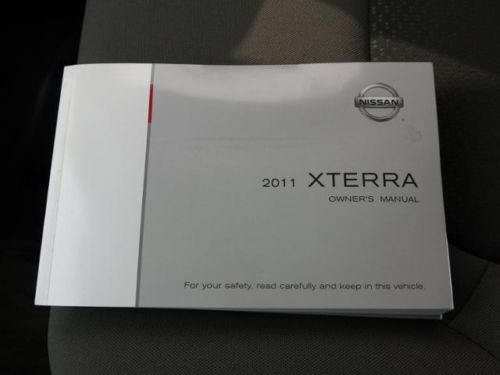 NISSAN
2011 XTERRA
OWNER'S MANUAL
For your safety, read carefully and keep in this vehicle.